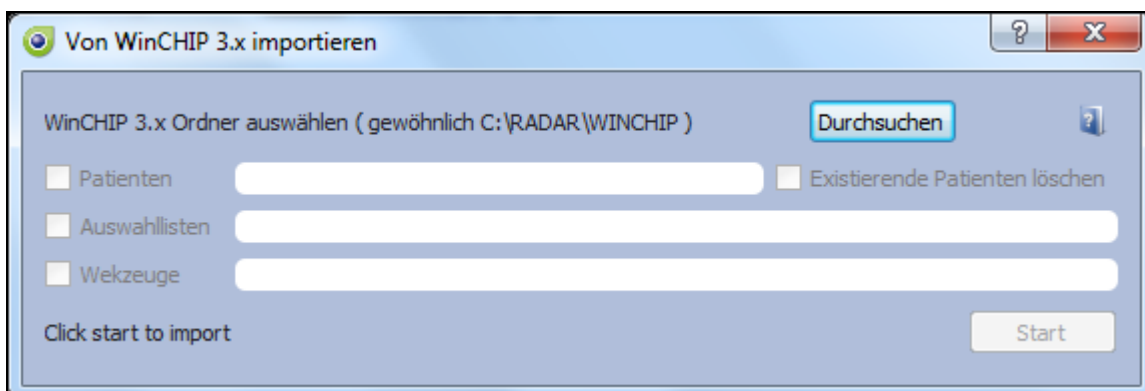 Von WinCHIP 3.x importieren
WinCHIP 3.x Ordner auswählen ( gewöhnlich C:\RADAR\WINCHIP ) Durchsuchen
Patienten Existierende Patienten löschen
Auswahllisten
Wekzeuge
Click start to import Start